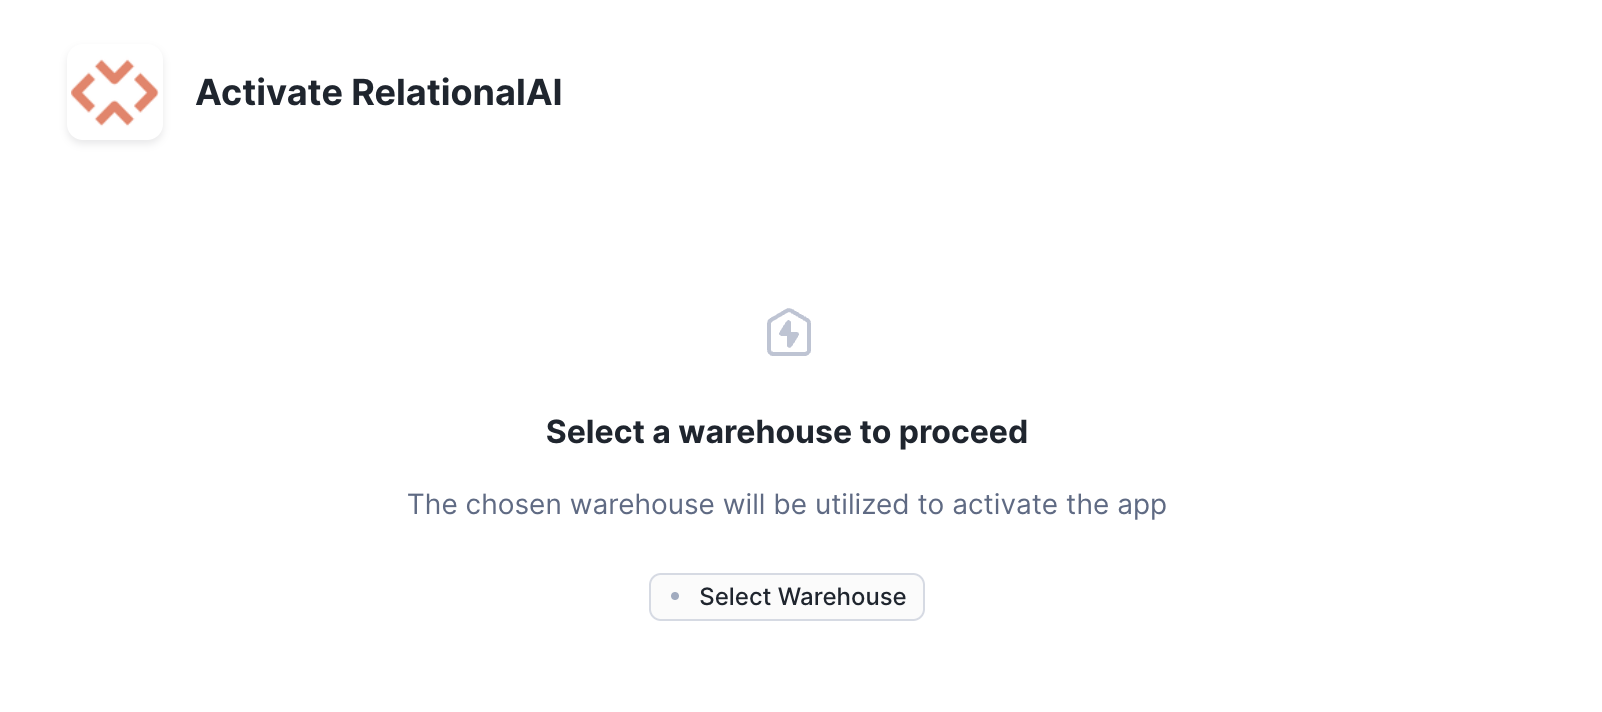 Activate RelationalAI
Select a warehouse to proceed
The chosen warehouse will be utilized to activate the app
Select Warehouse